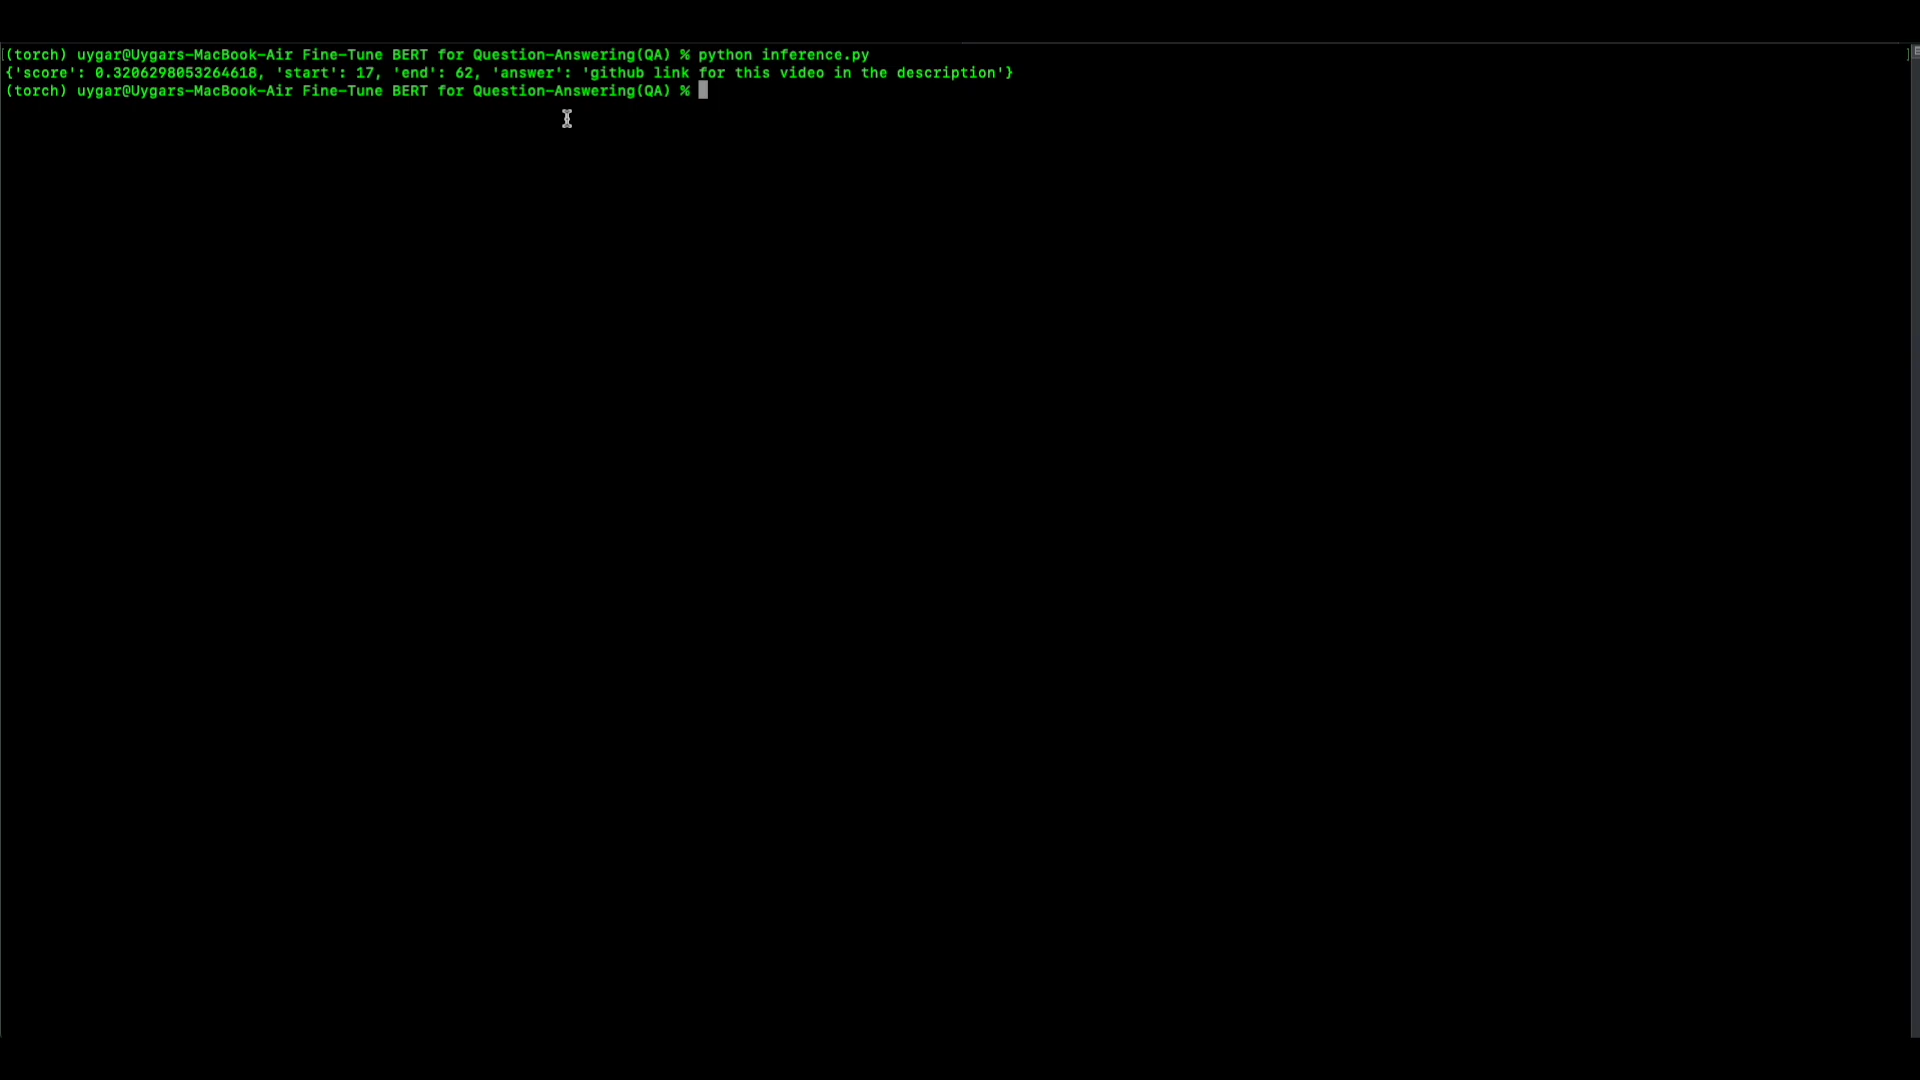 (torch) uygar@Uygars-MacBook-Air Fine-Tune BERT for Question-Answering(QA) % python inference.py
{'score': 0.3206298053264618, 'start': 17, 'end': 62, 'answer': 'github link for this video in the description'}
(torch) uygar@Uygars-MacBook-Air Fine-Tune BERT for Question-Answering(QA) %